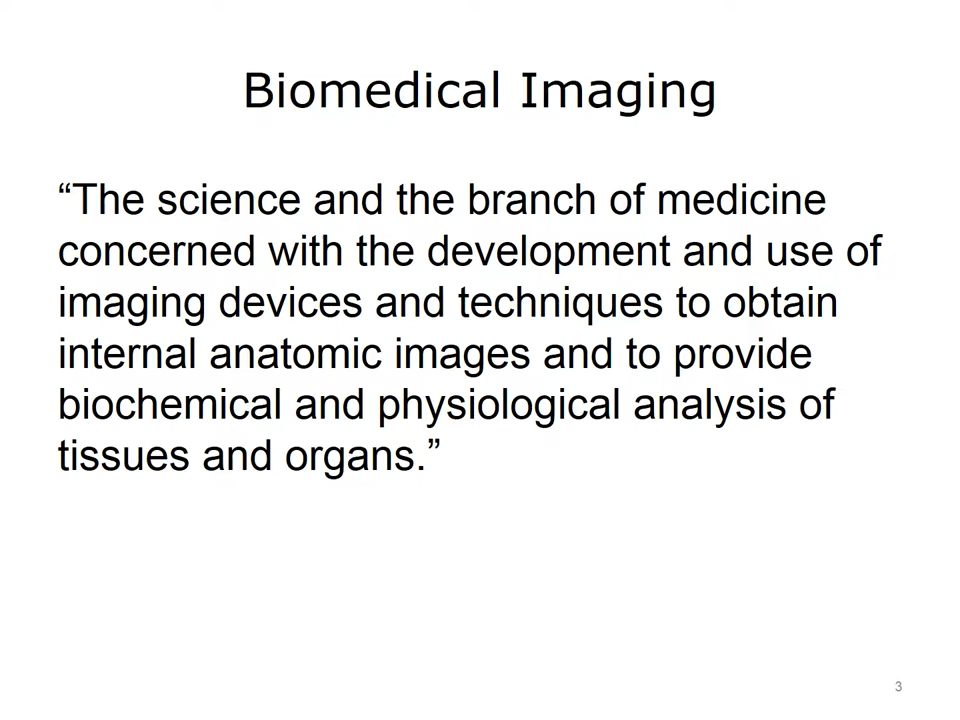 Biomedical Imaging
“The science and the branch of medicine
concerned with the development and use of
imaging devices and techniques to obtain
internal anatomic images and to provide
biochemical and physiological analysis of
tissues and organs.”
3